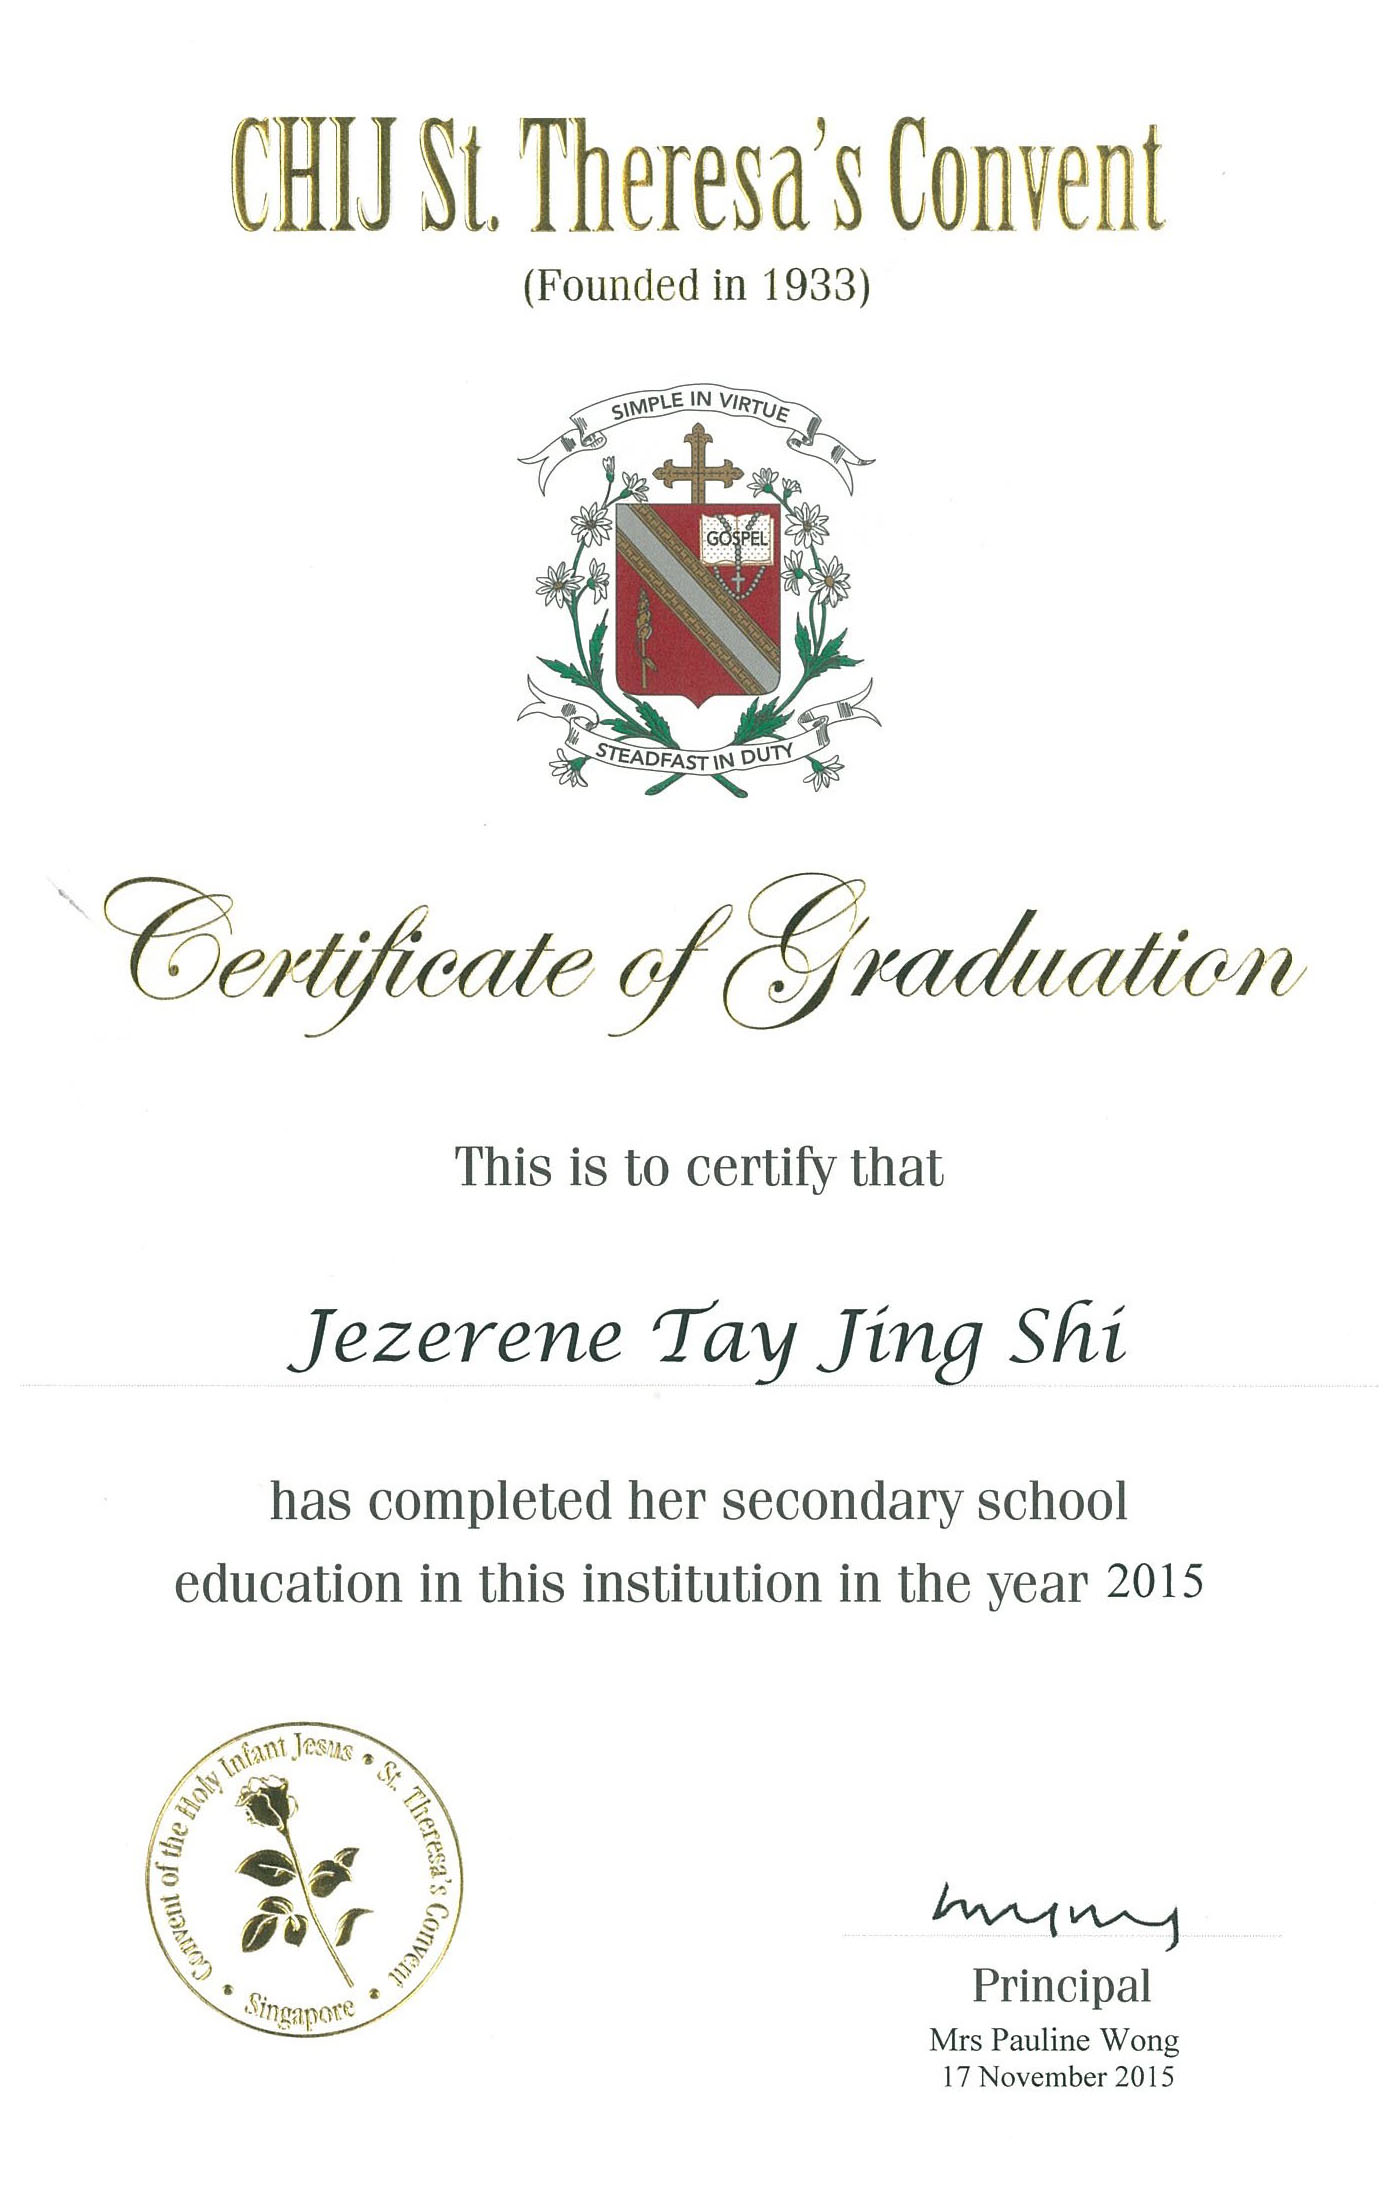 CHIJ St. Theresa's Convent
(Founded in 1933)
SIMPLE IN VIRTUE
GOSPEL
STEADFAST IN DUTY
Certificate of Graduation
This is to certify that
Jezerene Tay Jing Shi
has completed her secondary school
education in this institution in the year 2015
Convent of the Holy Infant Jesus • St. Theresa's Convent
• Singapore •
Principal
Mrs Pauline Wong
17 November 2015